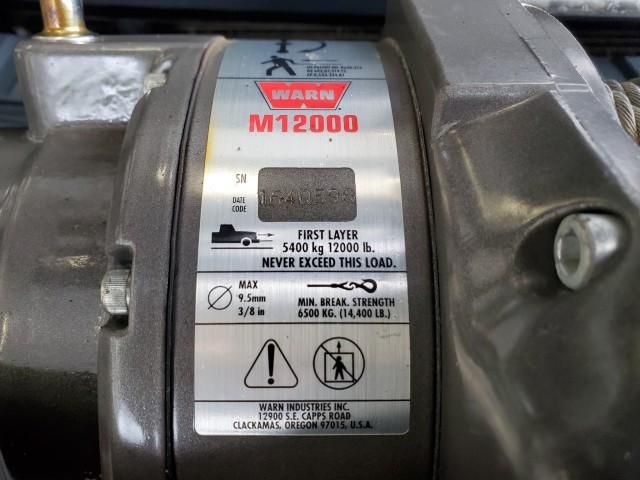 WARN
M12000
SN
1640598
DATE
CODE
FIRST LAYER
5400 kg 12000 lb.
NEVER EXCEED THIS LOAD.
MAX
9.5mm
3/8 in
MIN. BREAK. STRENGTH
6500 KG. (14,400 LB.)
WARN INDUSTRIES INC.
12900 S.E. CAPPS ROAD
CLACKAMAS, OREGON 97015, U.S.A.